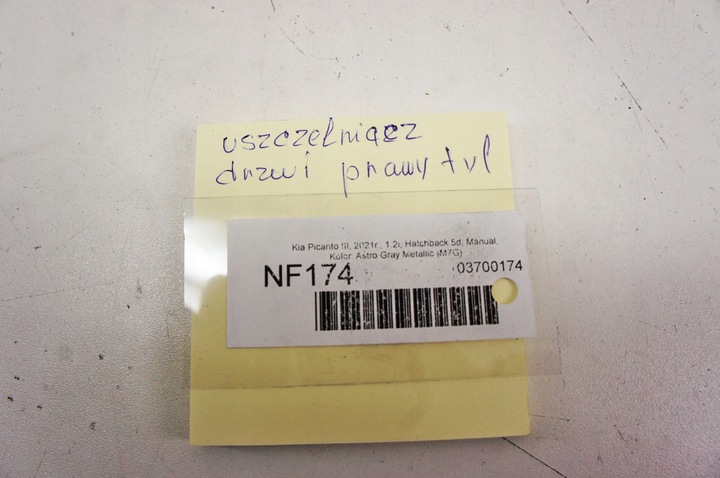 uszczelniacz
drzwi prawy tyl
Kia Picanto III, 2021r., 1.2i, Hatchback 5d, Manual,
Kolor: Astro Gray Metallic (M7G)
NF174 03700174